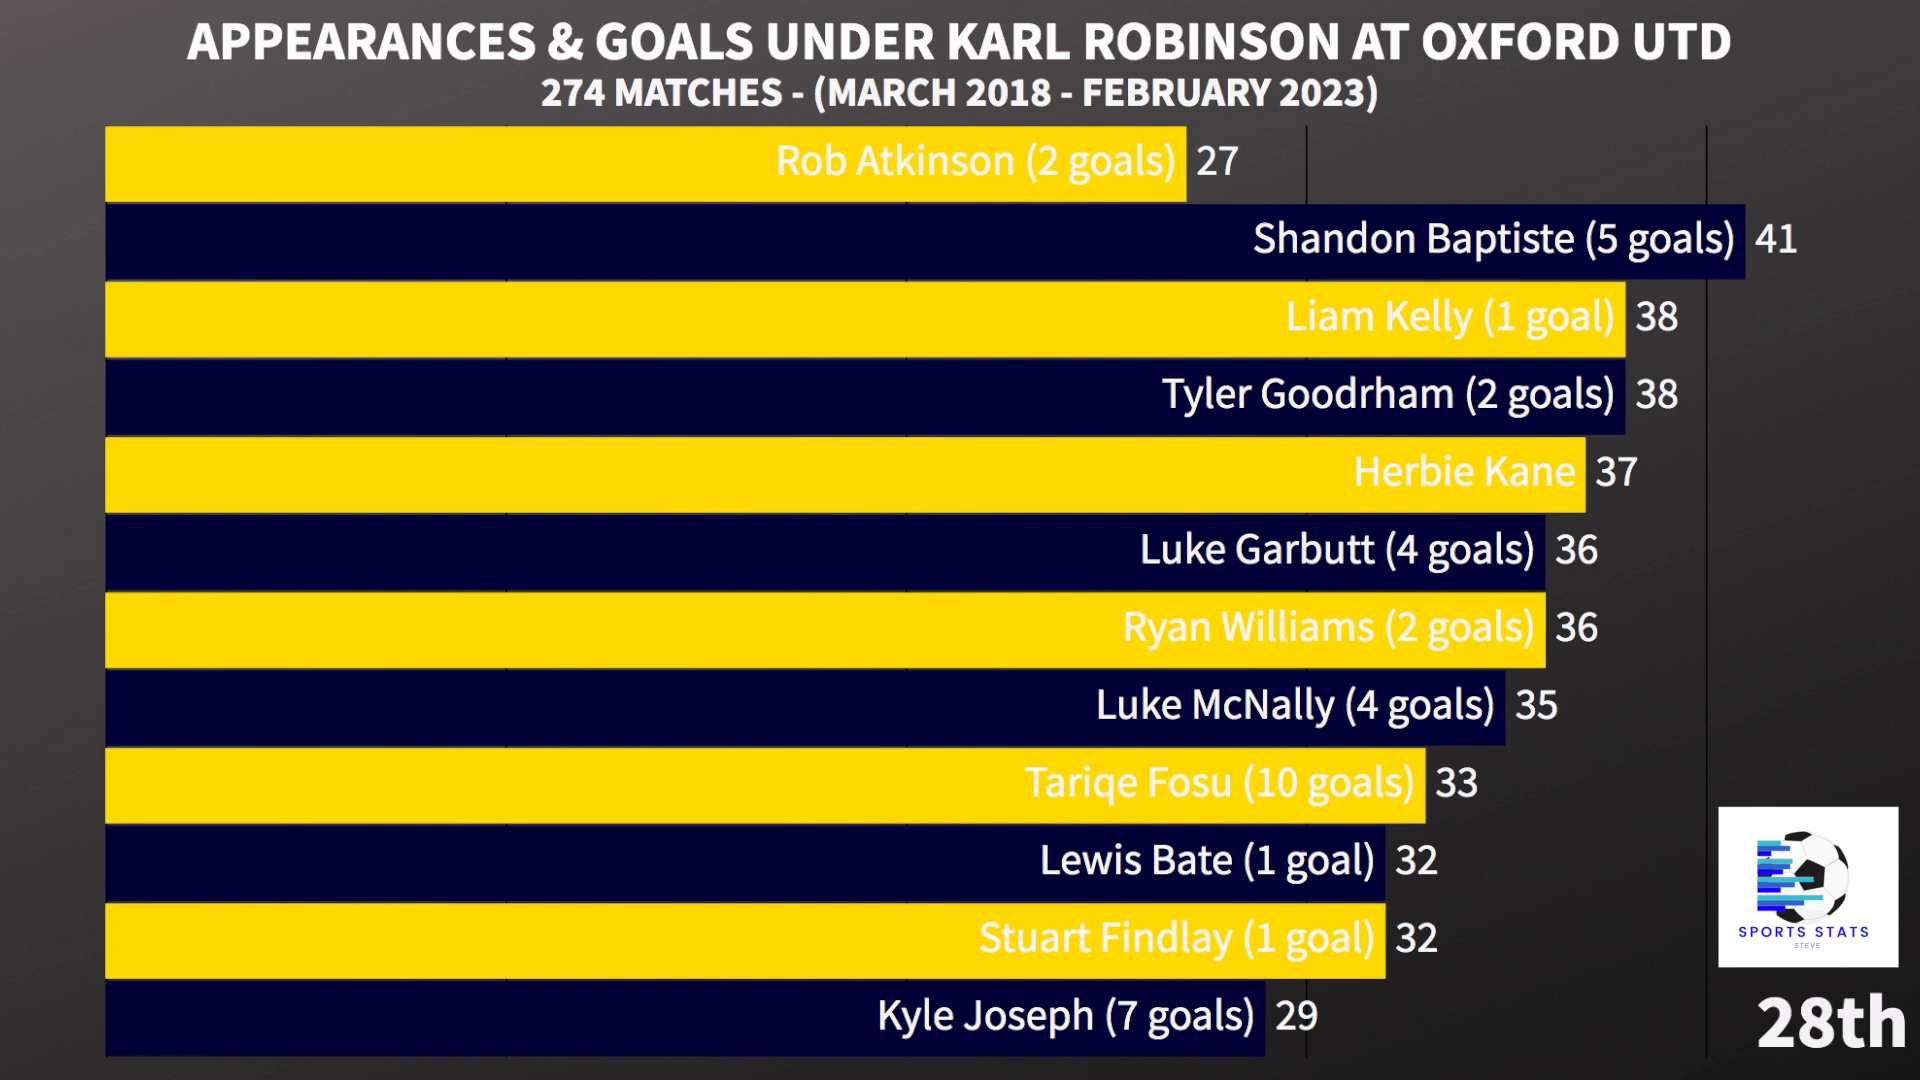 APPEARANCES & GOALS UNDER KARL ROBINSON AT OXFORD UTD
274 MATCHES - (MARCH 2018 - FEBRUARY 2023)
Rob Atkinson (2 goals) 27
Shandon Baptiste (5 goals) 41
Liam Kelly (1 goal) 38
Tyler Goodrham (2 goals) 38
Herbie Kane 37
Luke Garbutt (4 goals) 36
Ryan Williams (2 goals) 36
Luke McNally (4 goals) 35
Tariqe Fosu (10 goals) 33
Lewis Bate (1 goal) 32
Stuart Findlay (1 goal) 32
Kyle Joseph (7 goals) 29
SPORTS STATS
STEVE
28th